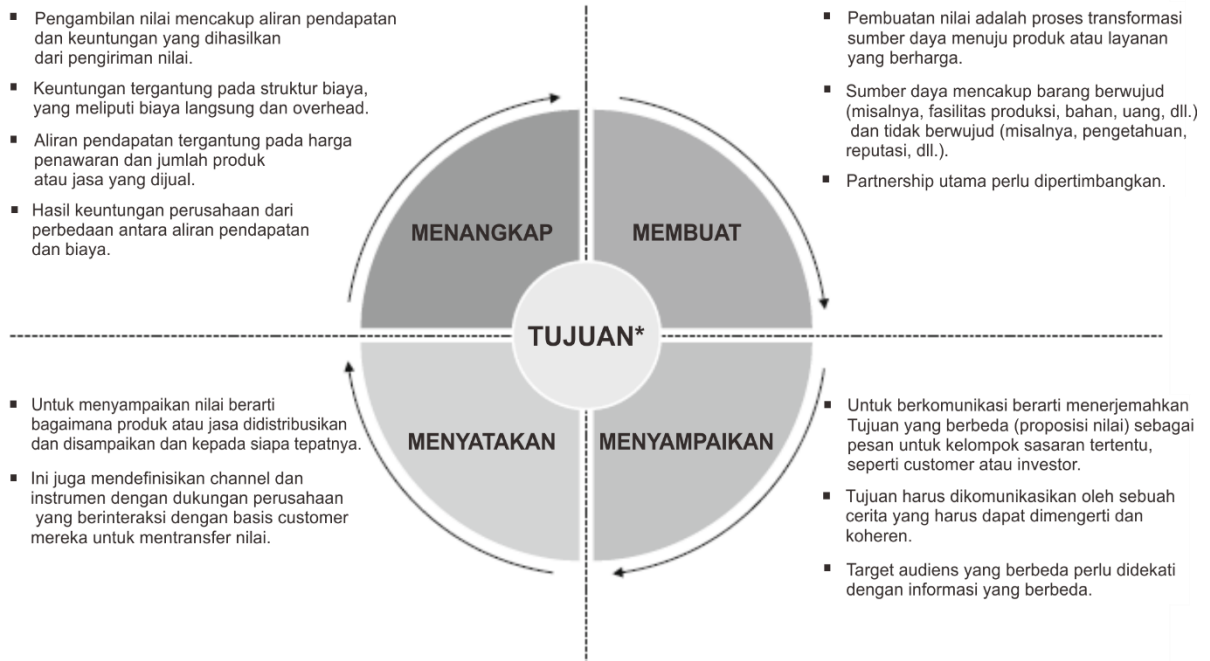 ▪ Pengambilan nilai mencakup aliran pendapatan
dan keuntungan yang dihasilkan
dari pengiriman nilai.
▪ Keuntungan tergantung pada struktur biaya,
yang meliputi biaya langsung dan overhead.
▪ Aliran pendapatan tergantung pada harga
penawaran dan jumlah produk
atau jasa yang dijual.
▪ Hasil keuntungan perusahaan dari
perbedaan antara aliran pendapatan
dan biaya.
▪ Pembuatan nilai adalah proses transformasi
sumber daya menuju produk atau layanan
yang berharga.
▪ Sumber daya mencakup barang berwujud
(misalnya, fasilitas produksi, bahan, uang, dll.)
dan tidak berwujud (misalnya, pengetahuan,
reputasi, dll.).
▪ Partnership utama perlu dipertimbangkan.
MENANGKAP
MEMBUAT
TUJUAN*
MENYATAKAN
MENYAMPAIKAN
▪ Untuk menyampaikan nilai berarti
bagaimana produk atau jasa didistribusikan
dan disampaikan dan kepada siapa tepatnya.
▪ Ini juga mendefinisikan channel dan
instrumen dengan dukungan perusahaan
yang berinteraksi dengan basis customer
mereka untuk mentransfer nilai.
▪ Untuk berkomunikasi berarti menerjemahkan
Tujuan yang berbeda (proposisi nilai) sebagai
pesan untuk kelompok sasaran tertentu,
seperti customer atau investor.
▪ Tujuan harus dikomunikasikan oleh sebuah
cerita yang harus dapat dimengerti dan
koheren.
▪ Target audiens yang berbeda perlu didekati
dengan informasi yang berbeda.